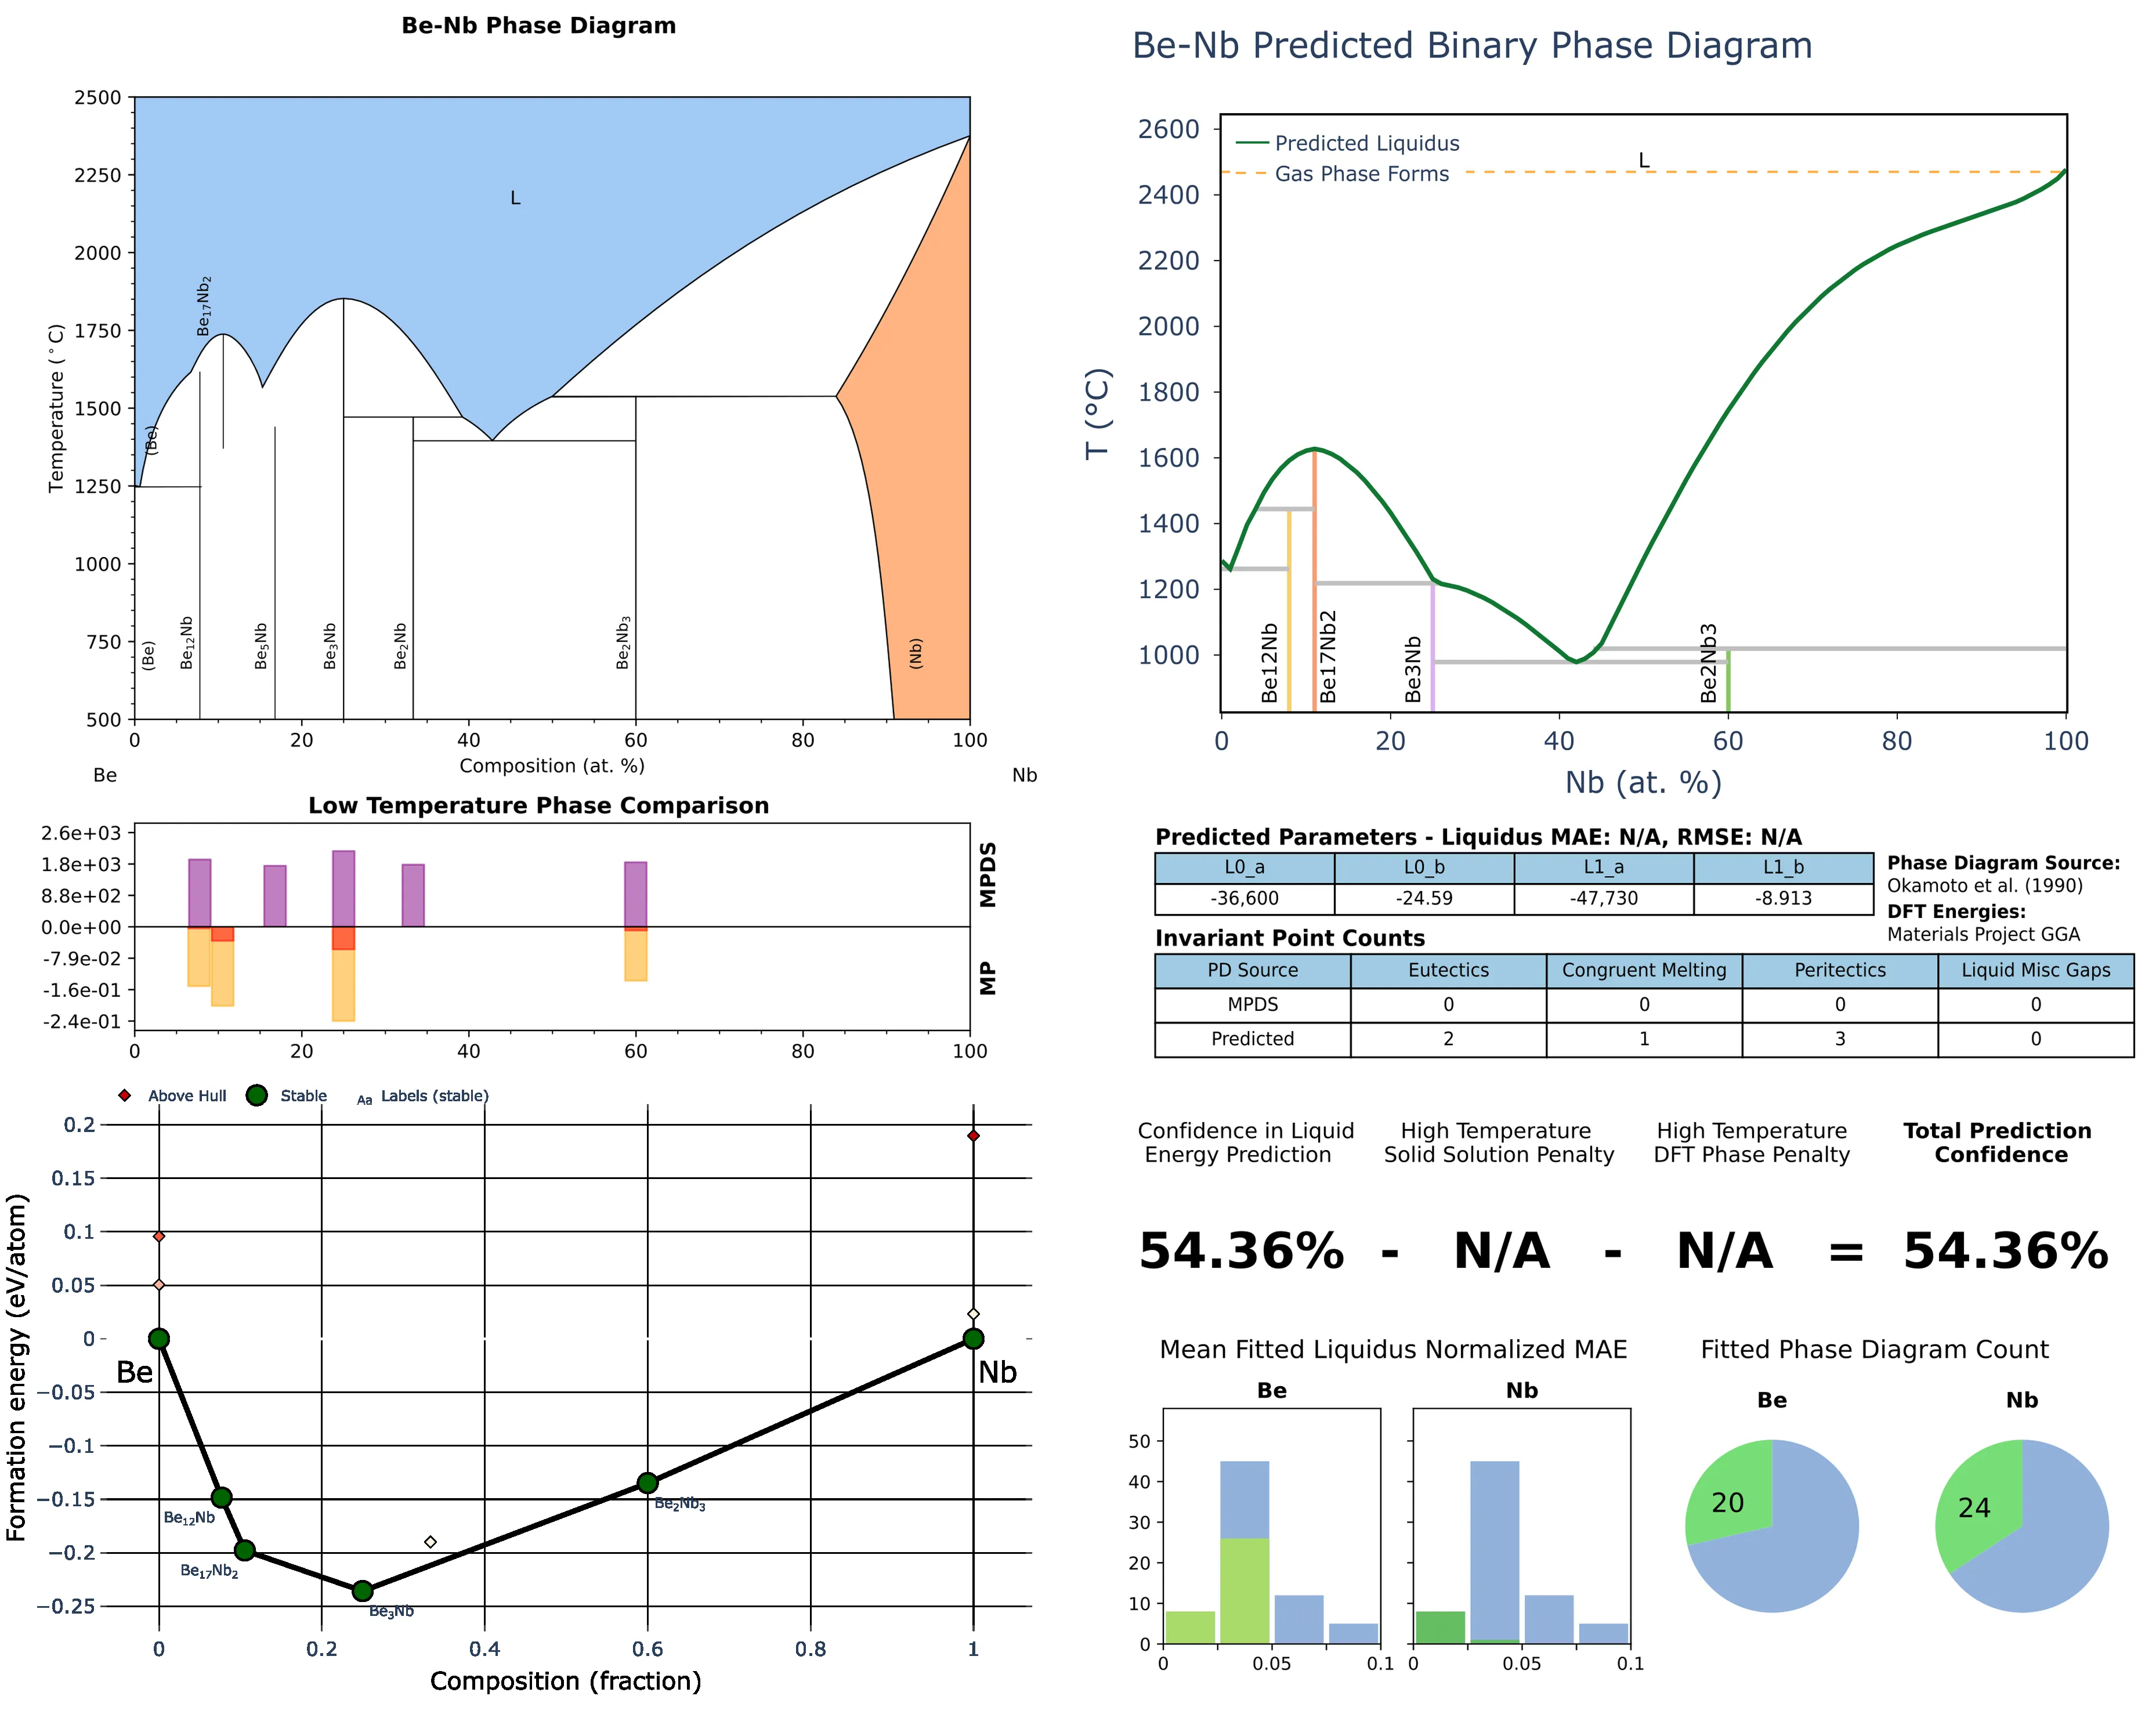 Be-Nb Phase Diagram
2500
2250
2000
1750
1500
1250
1000
750
500
Temperature (°C)
L
Be₁₇Nb₂
(Be)
(Be)
Be₁₂Nb
Be₅Nb
Be₃Nb
Be₂Nb
Be₂Nb₃
(Nb)
0 20 40 60 80 100
Composition (at. %)
Be Nb
Low Temperature Phase Comparison
2.6e+03
1.8e+03
8.8e+02
0.0e+00
-7.9e-02
-1.6e-01
-2.4e-01
MPDS
MP
0 20 40 60 80 100
Above Hull Stable Aa Labels (stable)
0.2
0.15
0.1
0.05
0
−0.05
−0.1
−0.15
−0.2
−0.25
Formation energy (eV/atom)
Be
Nb
Be₁₂Nb
Be₁₇Nb₂
Be₃Nb
Be₂Nb₃
0 0.2 0.4 0.6 0.8 1
Composition (fraction)
Be-Nb Predicted Binary Phase Diagram
2600
2400
2200
2000
1800
1600
1400
1200
1000
T (°C)
Predicted Liquidus
Gas Phase Forms
L
Be12Nb
Be17Nb2
Be3Nb
Be2Nb3
0 20 40 60 80 100
Nb (at. %)
Predicted Parameters - Liquidus MAE: N/A, RMSE: N/A
L0_a L0_b L1_a L1_b
-36,600 -24.59 -47,730 -8.913
Phase Diagram Source:
Okamoto et al. (1990)
DFT Energies:
Materials Project GGA
Invariant Point Counts
PD Source Eutectics Congruent Melting Peritectics Liquid Misc Gaps
MPDS 0 0 0 0
Predicted 2 1 3 0
Confidence in Liquid
Energy Prediction
High Temperature
Solid Solution Penalty
High Temperature
DFT Phase Penalty
Total Prediction
Confidence
54.36% - N/A - N/A = 54.36%
Mean Fitted Liquidus Normalized MAE
Be
Nb
50
40
30
20
10
0
0 0.05 0.1
0 0.05 0.1
Fitted Phase Diagram Count
Be
Nb
20
24